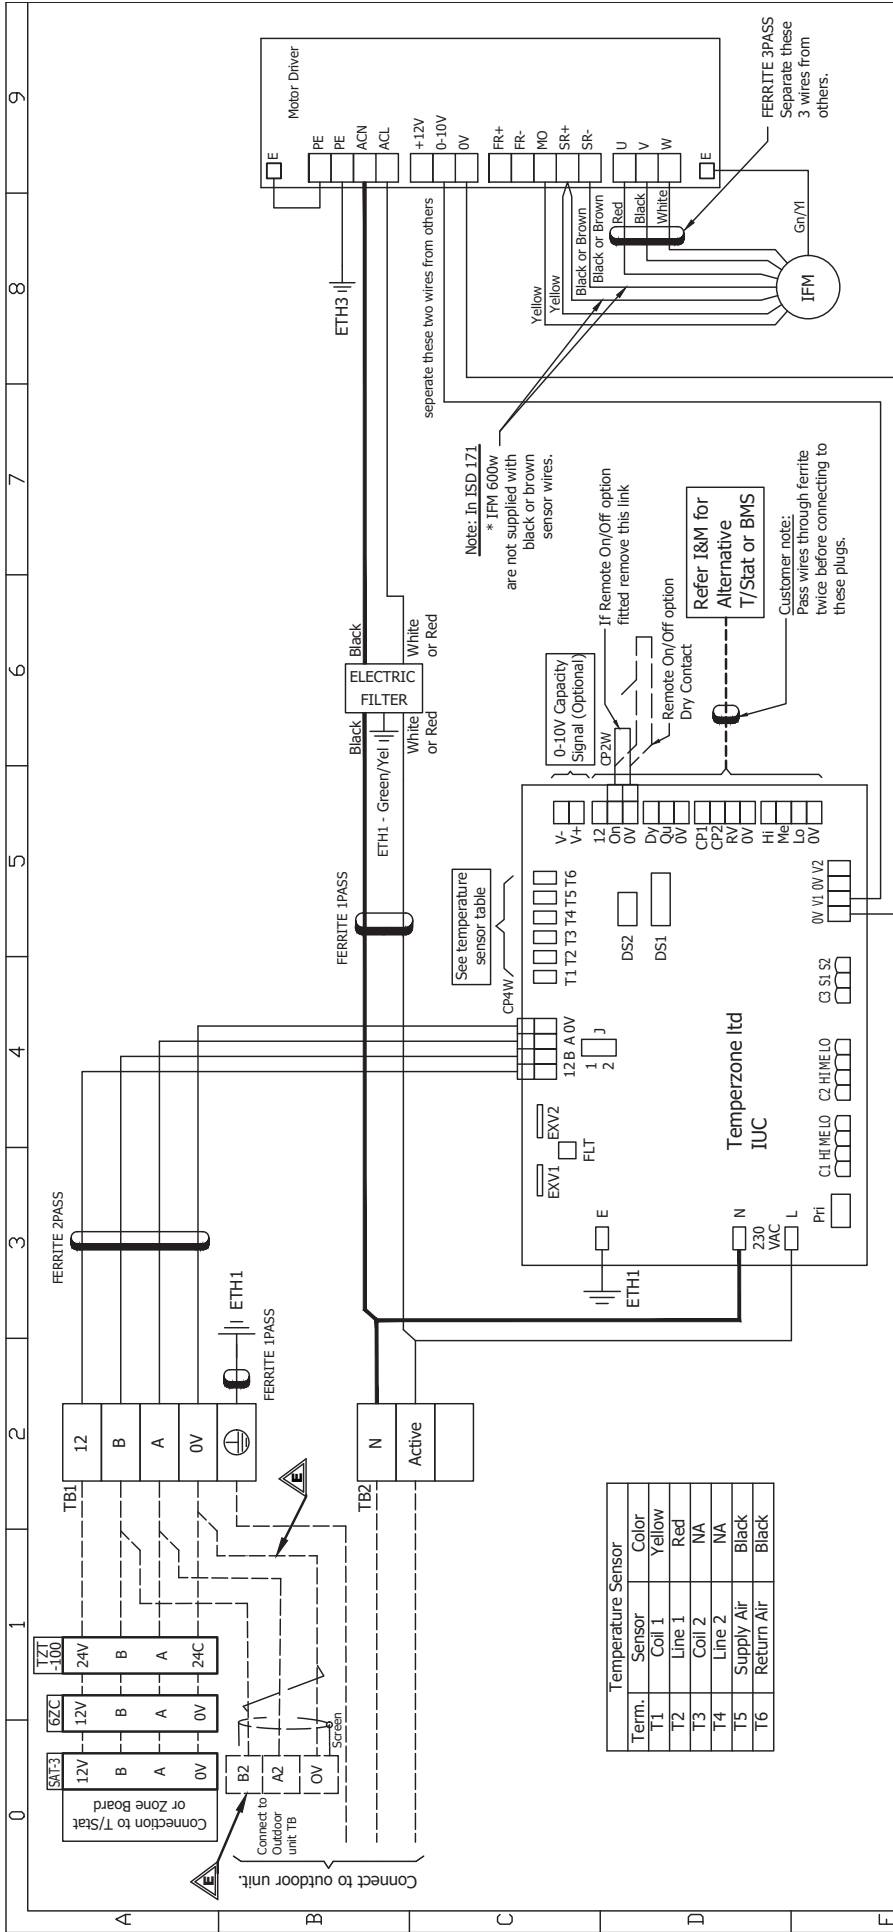 0
1
2
3
4
5
6
7
8
9
A
B
C
D
E
Connection to T/Stat
or Zone Board
SAT-3
12V
B
A
0V
6ZC
12V
B
A
0V
TZT
-100
24V
B
A
24C
TB1
12
B
A
0V
FERRITE 2PASS
FERRITE 1PASS
ETH1
E
E
B2
A2
OV
Screen
Connect to
Outdoor
unit TB
Connect to outdoor unit.
TB2
N
Active
FERRITE 1PASS
Black
White
or Red
ETH1 - Green/Yel
ELECTRIC
FILTER
Black
White
or Red
ETH3
Motor Driver
E
PE
PE
ACN
ACL
+12V
0-10V
0V
FR+
FR-
MO
SR+
SR-
U
V
W
E
seperate these two wires from others
Yellow
Yellow
Black or Brown
Black or Brown
Red
Black
White
Gn/Yl
IFM
FERRITE 3PASS
Separate these
3 wires from
others.
Note: In ISD 171
* IFM 600w
are not supplied with
black or brown
sensor wires.
If Remote On/Off option
fitted remove this link
Remote On/Off option
Dry Contact
0-10V Capacity
Signal (Optional)
CP2W
Refer I&M for
Alternative
T/Stat or BMS
Customer note:
Pass wires through ferrite
twice before connecting to
these plugs.
See temperature
sensor table
CP4W
12 B A 0V
T1 T2 T3 T4 T5 T6
1
2
J
EXV1
EXV2
FLT
DS2
DS1
V-
V+
12
On
0V
Dy
Qu
0V
CP1
CP2
RV
0V
Hi
Me
Lo
0V
Temperzone ltd
IUC
E
ETH1
N
230
VAC
L
Pri
C1 HI ME LO
C2 HI ME LO
C3 S1 S2
0V V1 0V V2
Temperature Sensor
Term. Sensor Color
T1 Coil 1 Yellow
T2 Line 1 Red
T3 Coil 2 NA
T4 Line 2 NA
T5 Supply Air Black
T6 Return Air Black